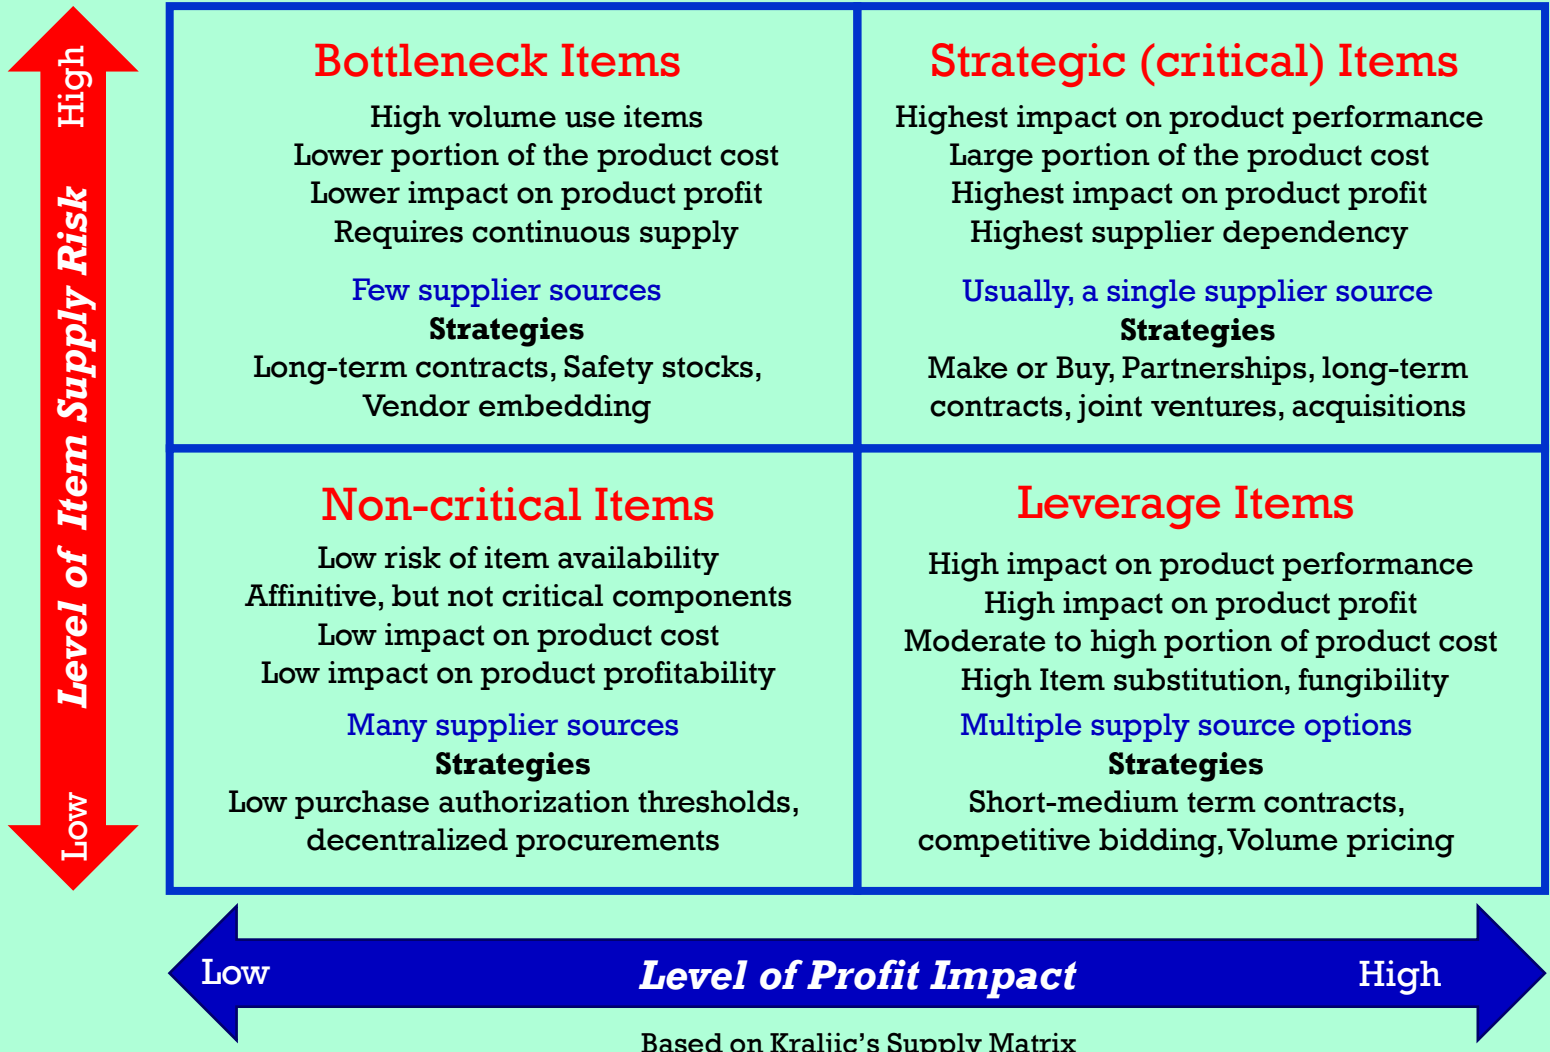 High
Level of Item Supply Risk
Low
Bottleneck Items
High volume use items
Lower portion of the product cost
Lower impact on product profit
Requires continuous supply
Few supplier sources
Strategies
Long-term contracts, Safety stocks,
Vendor embedding
Strategic (critical) Items
Highest impact on product performance
Large portion of the product cost
Highest impact on product profit
Highest supplier dependency
Usually, a single supplier source
Strategies
Make or Buy, Partnerships, long-term
contracts, joint ventures, acquisitions
Non-critical Items
Low risk of item availability
Affinitive, but not critical components
Low impact on product cost
Low impact on product profitability
Many supplier sources
Strategies
Low purchase authorization thresholds,
decentralized procurements
Leverage Items
High impact on product performance
High impact on product profit
Moderate to high portion of product cost
High Item substitution, fungibility
Multiple supply source options
Strategies
Short-medium term contracts,
competitive bidding, Volume pricing
Low
Level of Profit Impact
High
Based on Kraljic's Supply Matrix